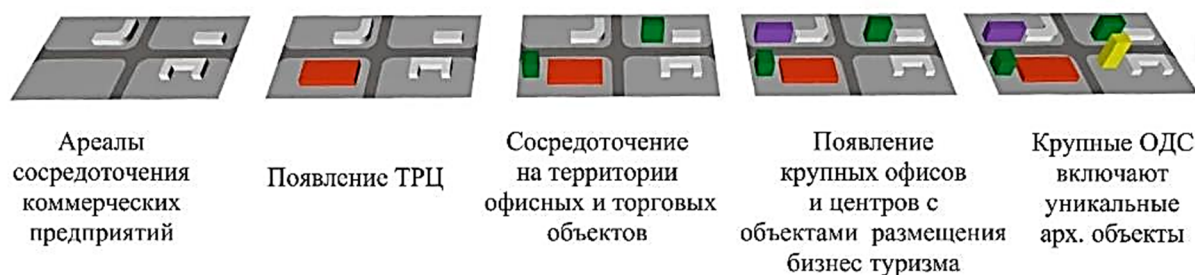 Ареалы
сосредоточения
коммерческих
предприятий
Появление ТРЦ
Сосредоточение
на территории
офисных и торговых
объектов
Появление
крупных офисов
и центров с
объектами размещения
бизнес туризма
Крупные ОДС
включают
уникальные
арх. объекты